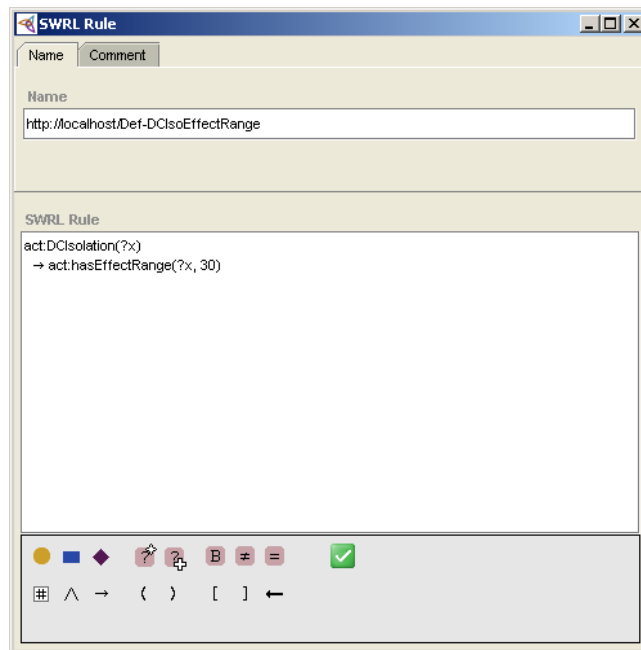 SWRL Rule
Name Comment
Name
http://localhost/Def-DCIsoEffectRange
SWRL Rule
act:DCIsolation(?x)
→ act:hasEffectRange(?x, 30)
? ? B ≠ =
# ∧ → ( ) [ ] ←